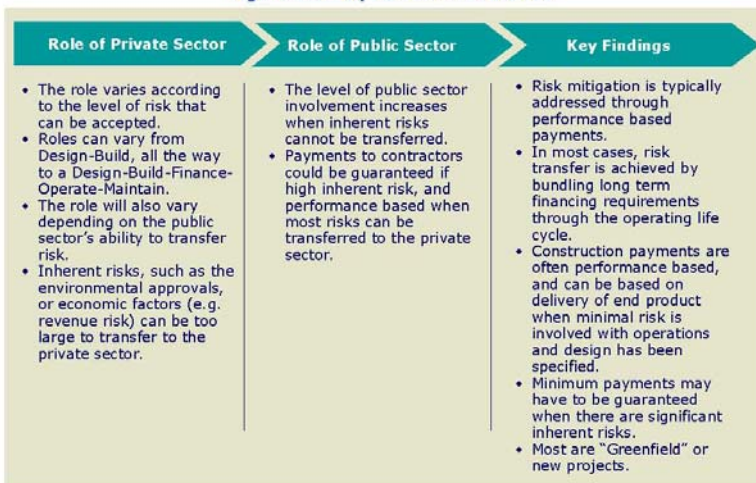 Role of Private Sector
Role of Public Sector
Key Findings
• The role varies according
to the level of risk that
can be accepted.
• Roles can vary from
Design-Build, all the way
to a Design-Build-Finance-
Operate-Maintain.
• The role will also vary
depending on the public
sector's ability to transfer
risk.
• Inherent risks, such as the
environmental approvals,
or economic factors (e.g.
revenue risk) can be too
large to transfer to the
private sector.
• The level of public sector
involvement increases
when inherent risks
cannot be transferred.
• Payments to contractors
could be guaranteed if
high inherent risk, and
performance based when
most risks can be
transferred to the private
sector.
• Risk mitigation is typically
addressed through
performance based
payments.
• In most cases, risk
transfer is achieved by
bundling long term
financing requirements
through the operating life
cycle.
• Construction payments are
often performance based,
and can be based on
delivery of end product
when minimal risk is
involved with operations
and design has been
specified.
• Minimum payments may
have to be guaranteed
when there are significant
inherent risks.
• Most are "Greenfield" or
new projects.